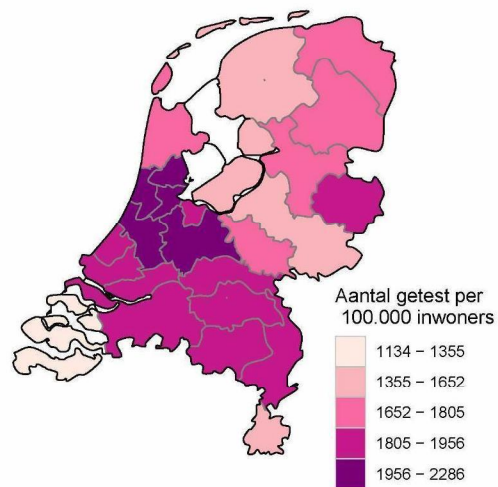 Aantal getest per
100.000 inwoners
1134 – 1355
1355 – 1652
1652 – 1805
1805 – 1956
1956 – 2286